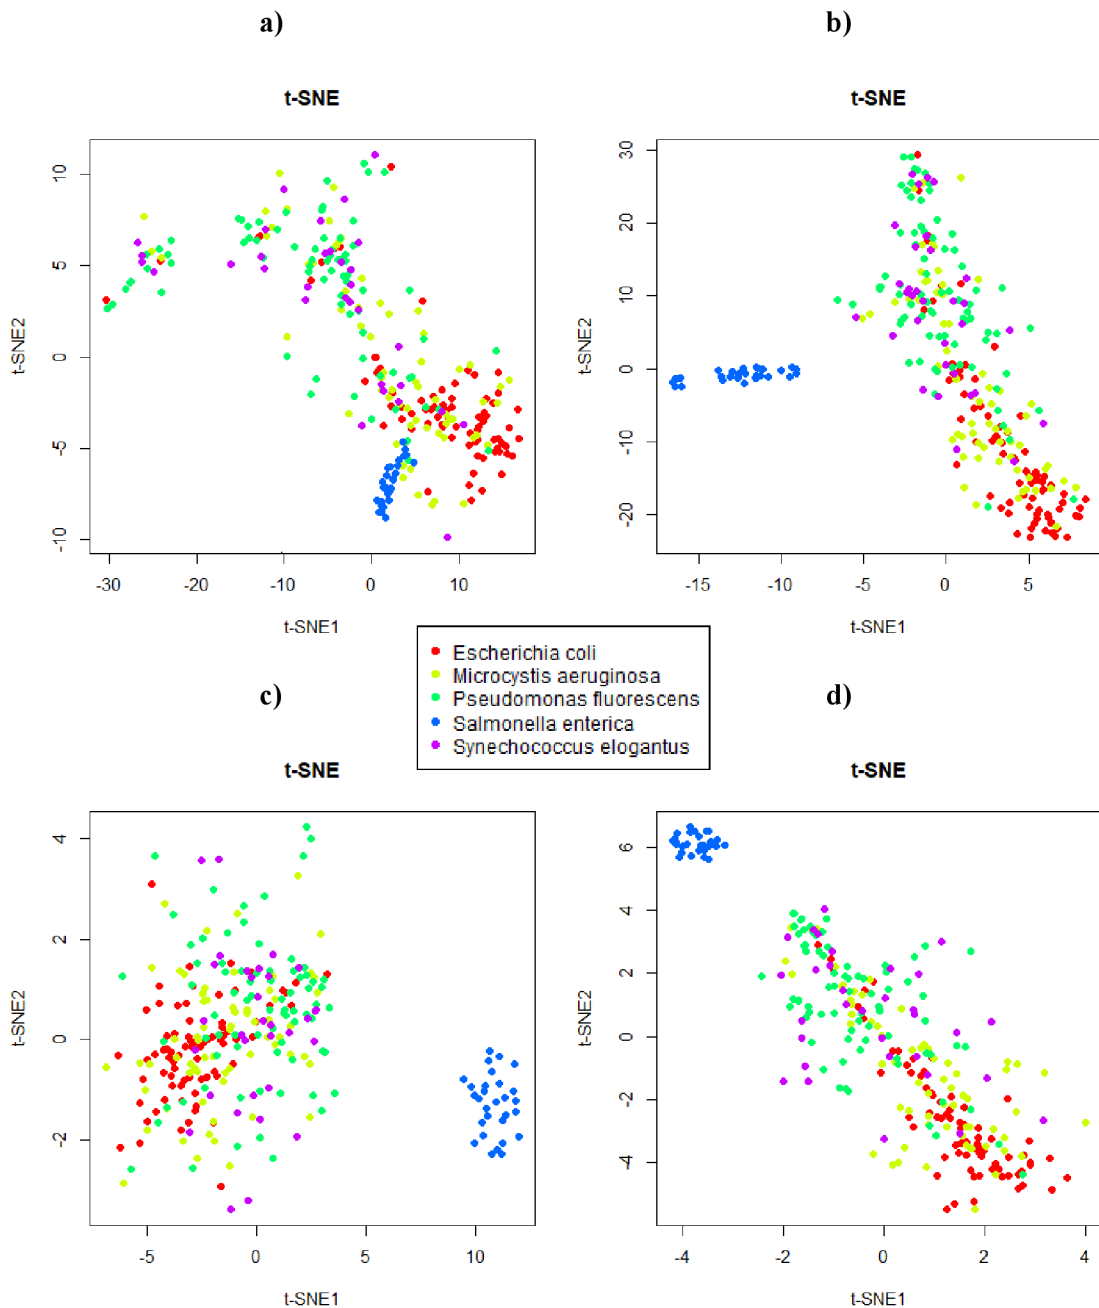 a)
b)
t-SNE
t-SNE
10
5
0
-5
-10
t-SNE2
-30
-20
-10
0
10
t-SNE1
30
20
10
0
-10
-20
t-SNE2
-15
-10
-5
0
5
t-SNE1
Escherichia coli
Microcystis aeruginosa
Pseudomonas fluorescens
Salmonella enterica
Synechococcus elogantus
c)
d)
t-SNE
t-SNE
4
2
0
-2
t-SNE2
-5
0
5
10
t-SNE1
6
4
2
0
-2
-4
t-SNE2
-4
-2
0
2
4
t-SNE1